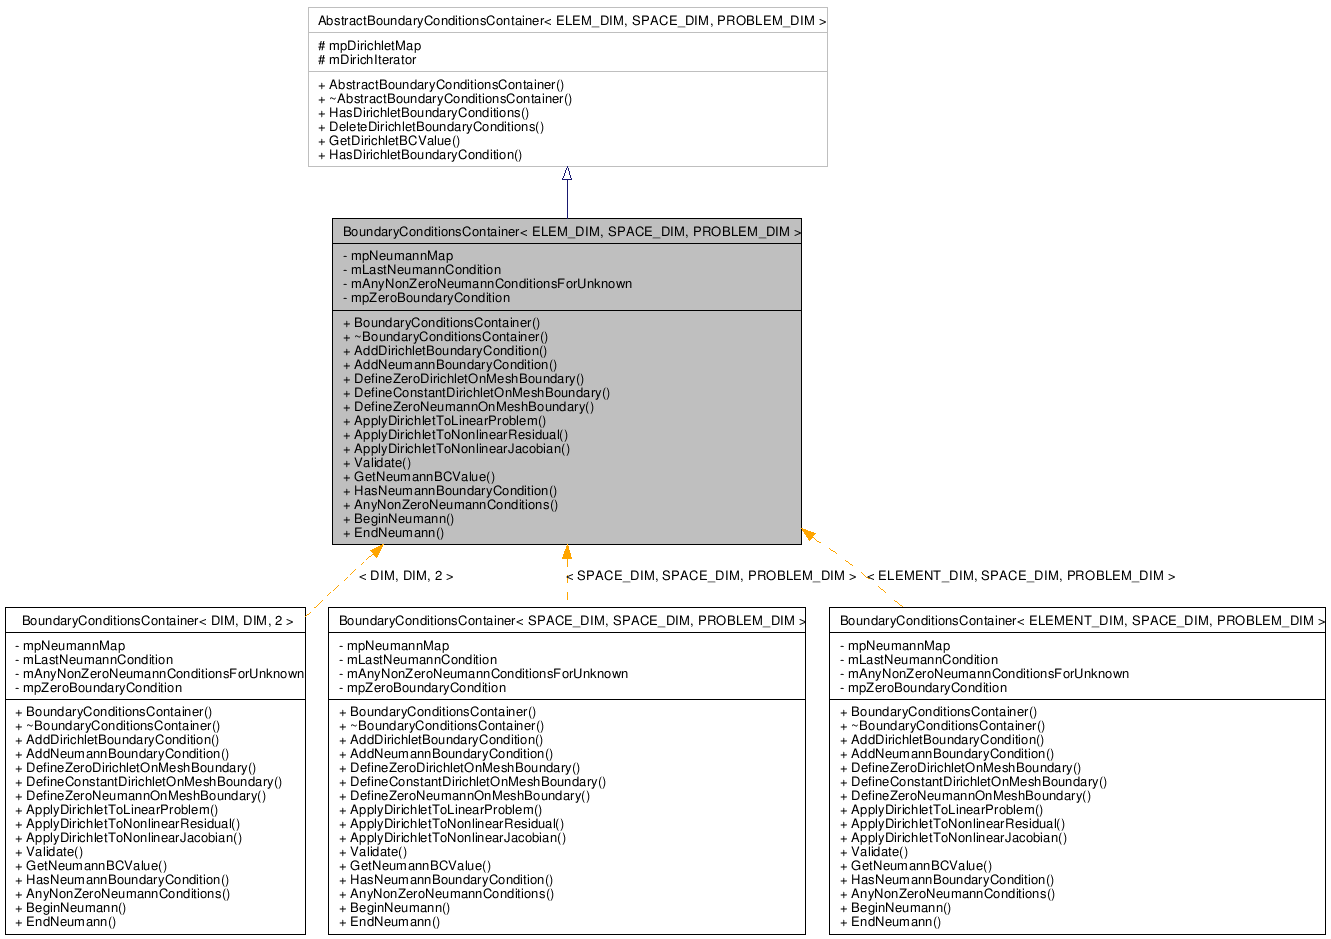 AbstractBoundaryConditionsContainer< ELEM_DIM, SPACE_DIM, PROBLEM_DIM >
# mpDirichletMap
# mDirichIterator
+ AbstractBoundaryConditionsContainer()
+ ~AbstractBoundaryConditionsContainer()
+ HasDirichletBoundaryConditions()
+ DeleteDirichletBoundaryConditions()
+ GetDirichletBCValue()
+ HasDirichletBoundaryCondition()
BoundaryConditionsContainer< ELEM_DIM, SPACE_DIM, PROBLEM_DIM >
- mpNeumannMap
- mLastNeumannCondition
- mAnyNonZeroNeumannConditionsForUnknown
- mpZeroBoundaryCondition
+ BoundaryConditionsContainer()
+ ~BoundaryConditionsContainer()
+ AddDirichletBoundaryCondition()
+ AddNeumannBoundaryCondition()
+ DefineZeroDirichletOnMeshBoundary()
+ DefineConstantDirichletOnMeshBoundary()
+ DefineZeroNeumannOnMeshBoundary()
+ ApplyDirichletToLinearProblem()
+ ApplyDirichletToNonlinearResidual()
+ ApplyDirichletToNonlinearJacobian()
+ Validate()
+ GetNeumannBCValue()
+ HasNeumannBoundaryCondition()
+ AnyNonZeroNeumannConditions()
+ BeginNeumann()
+ EndNeumann()
< DIM, DIM, 2 >
< SPACE_DIM, SPACE_DIM, PROBLEM_DIM >
< ELEMENT_DIM, SPACE_DIM, PROBLEM_DIM >
BoundaryConditionsContainer< DIM, DIM, 2 >
- mpNeumannMap
- mLastNeumannCondition
- mAnyNonZeroNeumannConditionsForUnknown
- mpZeroBoundaryCondition
+ BoundaryConditionsContainer()
+ ~BoundaryConditionsContainer()
+ AddDirichletBoundaryCondition()
+ AddNeumannBoundaryCondition()
+ DefineZeroDirichletOnMeshBoundary()
+ DefineConstantDirichletOnMeshBoundary()
+ DefineZeroNeumannOnMeshBoundary()
+ ApplyDirichletToLinearProblem()
+ ApplyDirichletToNonlinearResidual()
+ ApplyDirichletToNonlinearJacobian()
+ Validate()
+ GetNeumannBCValue()
+ HasNeumannBoundaryCondition()
+ AnyNonZeroNeumannConditions()
+ BeginNeumann()
+ EndNeumann()
BoundaryConditionsContainer< SPACE_DIM, SPACE_DIM, PROBLEM_DIM >
- mpNeumannMap
- mLastNeumannCondition
- mAnyNonZeroNeumannConditionsForUnknown
- mpZeroBoundaryCondition
+ BoundaryConditionsContainer()
+ ~BoundaryConditionsContainer()
+ AddDirichletBoundaryCondition()
+ AddNeumannBoundaryCondition()
+ DefineZeroDirichletOnMeshBoundary()
+ DefineConstantDirichletOnMeshBoundary()
+ DefineZeroNeumannOnMeshBoundary()
+ ApplyDirichletToLinearProblem()
+ ApplyDirichletToNonlinearResidual()
+ ApplyDirichletToNonlinearJacobian()
+ Validate()
+ GetNeumannBCValue()
+ HasNeumannBoundaryCondition()
+ AnyNonZeroNeumannConditions()
+ BeginNeumann()
+ EndNeumann()
BoundaryConditionsContainer< ELEMENT_DIM, SPACE_DIM, PROBLEM_DIM >
- mpNeumannMap
- mLastNeumannCondition
- mAnyNonZeroNeumannConditionsForUnknown
- mpZeroBoundaryCondition
+ BoundaryConditionsContainer()
+ ~BoundaryConditionsContainer()
+ AddDirichletBoundaryCondition()
+ AddNeumannBoundaryCondition()
+ DefineZeroDirichletOnMeshBoundary()
+ DefineConstantDirichletOnMeshBoundary()
+ DefineZeroNeumannOnMeshBoundary()
+ ApplyDirichletToLinearProblem()
+ ApplyDirichletToNonlinearResidual()
+ ApplyDirichletToNonlinearJacobian()
+ Validate()
+ GetNeumannBCValue()
+ HasNeumannBoundaryCondition()
+ AnyNonZeroNeumannConditions()
+ BeginNeumann()
+ EndNeumann()